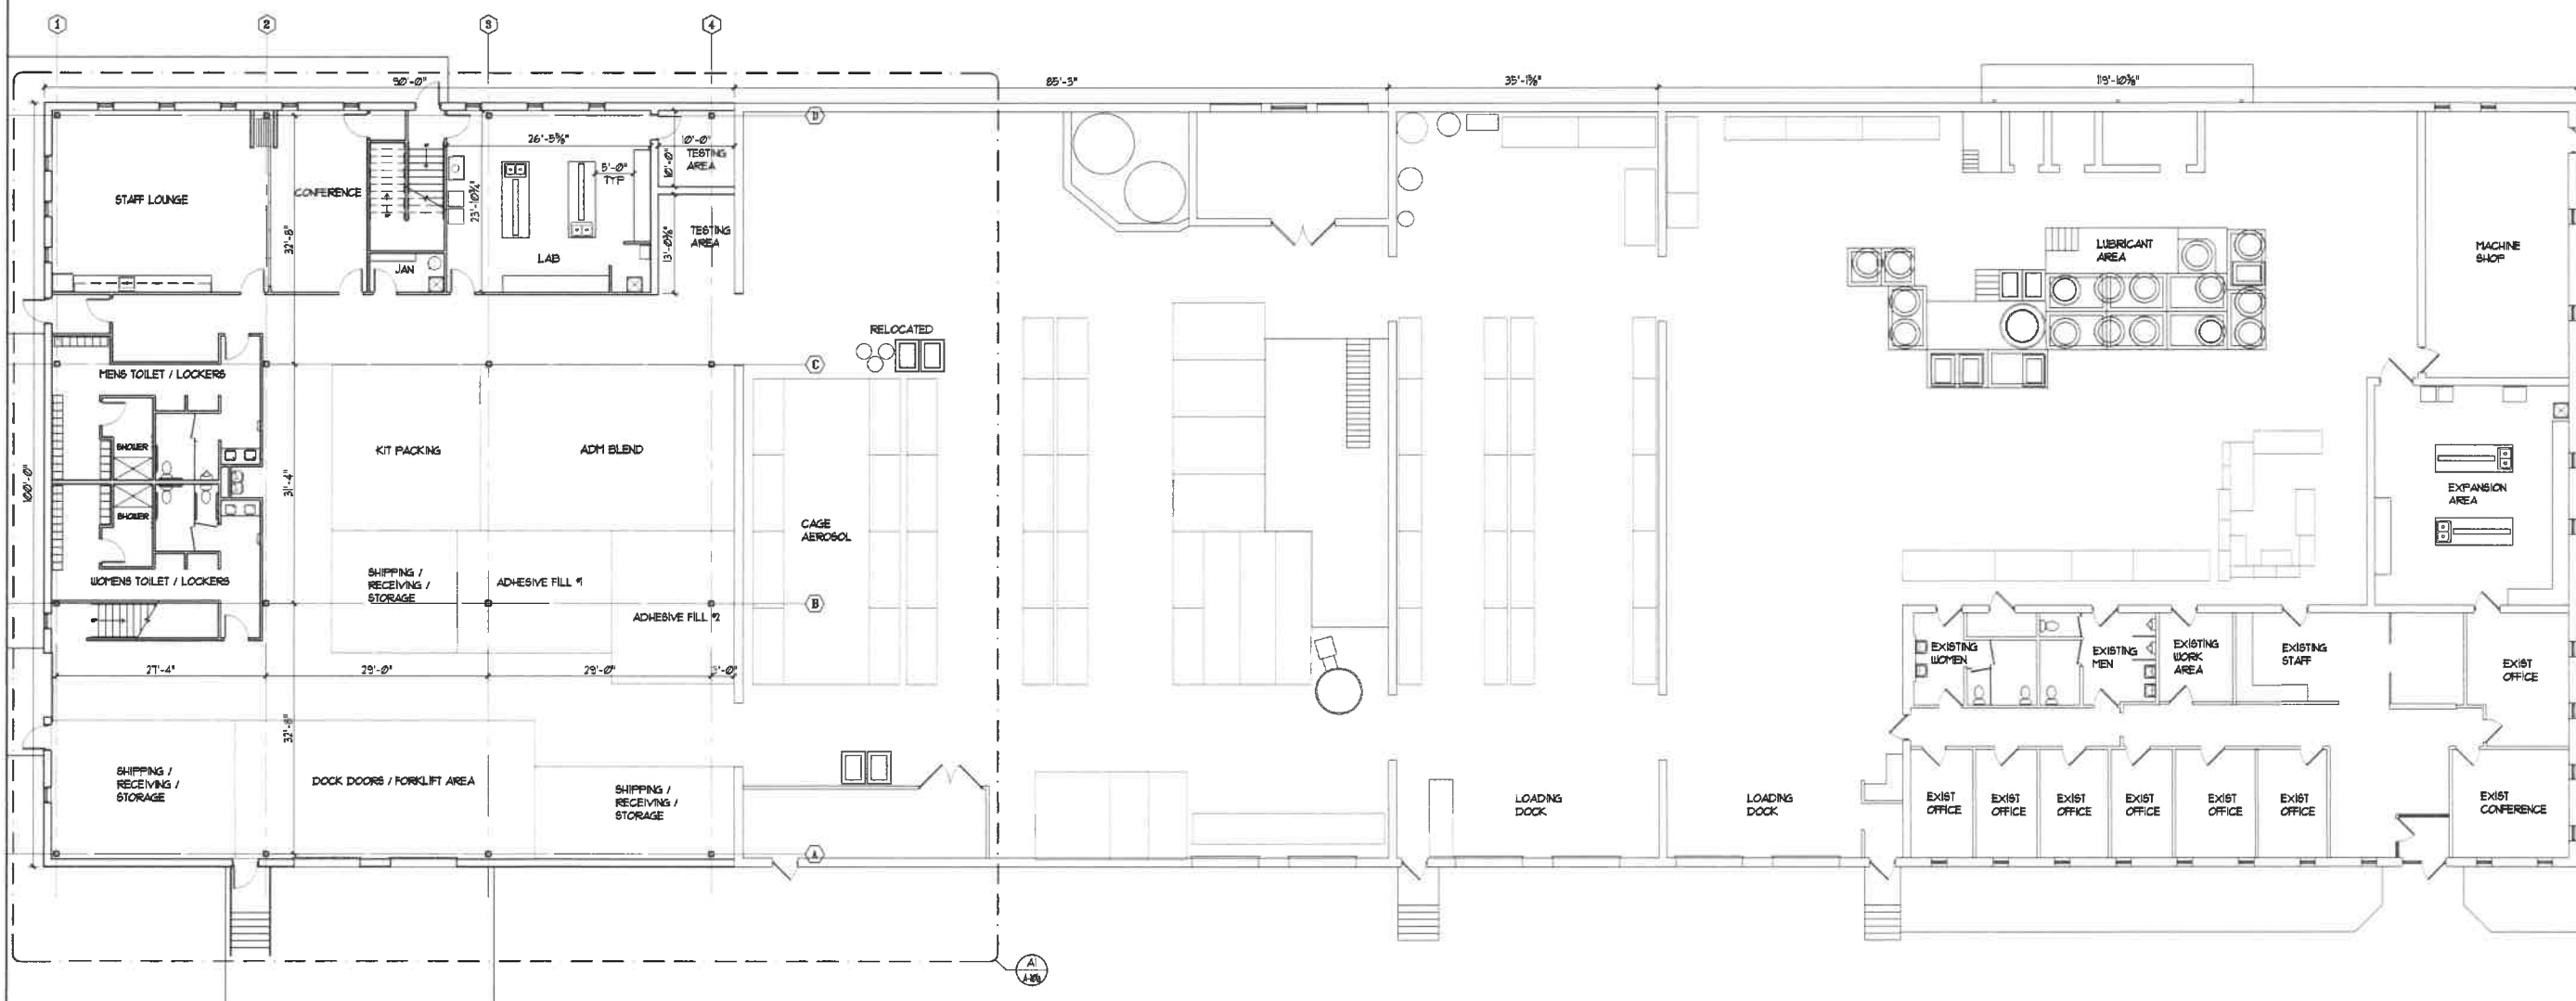 1
2
3
4
90'-0"
85'-3"
35'-1⅝"
119'-10⅜"
D
26'-5⅝"
10'-0"
TESTING
AREA
10'-0"
5'-0"
TYP
STAFF LOUNGE
CONFERENCE
23'-10¾"
32'-8"
TESTING
AREA
LAB
JAN
LUBRICANT
AREA
MACHINE
SHOP
RELOCATED
C
MENS TOILET / LOCKERS
SHOWER
KIT PACKING
ADM BLEND
100'-0"
31'-4"
SHOWER
CAGE
AEROSOL
EXPANSION
AREA
WOMENS TOILET / LOCKERS
SHIPPING /
RECEIVING /
STORAGE
ADHESIVE FILL #1
B
ADHESIVE FILL #2
EXISTING
WOMEN
EXISTING
MEN
EXISTING
WORK
AREA
EXISTING
STAFF
EXIST
OFFICE
27'-4"
29'-0"
29'-0"
32'-8"
SHIPPING /
RECEIVING /
STORAGE
DOCK DOORS / FORKLIFT AREA
SHIPPING /
RECEIVING /
STORAGE
LOADING
DOCK
LOADING
DOCK
EXIST
OFFICE
EXIST
OFFICE
EXIST
OFFICE
EXIST
OFFICE
EXIST
OFFICE
EXIST
OFFICE
EXIST
CONFERENCE
A
A1